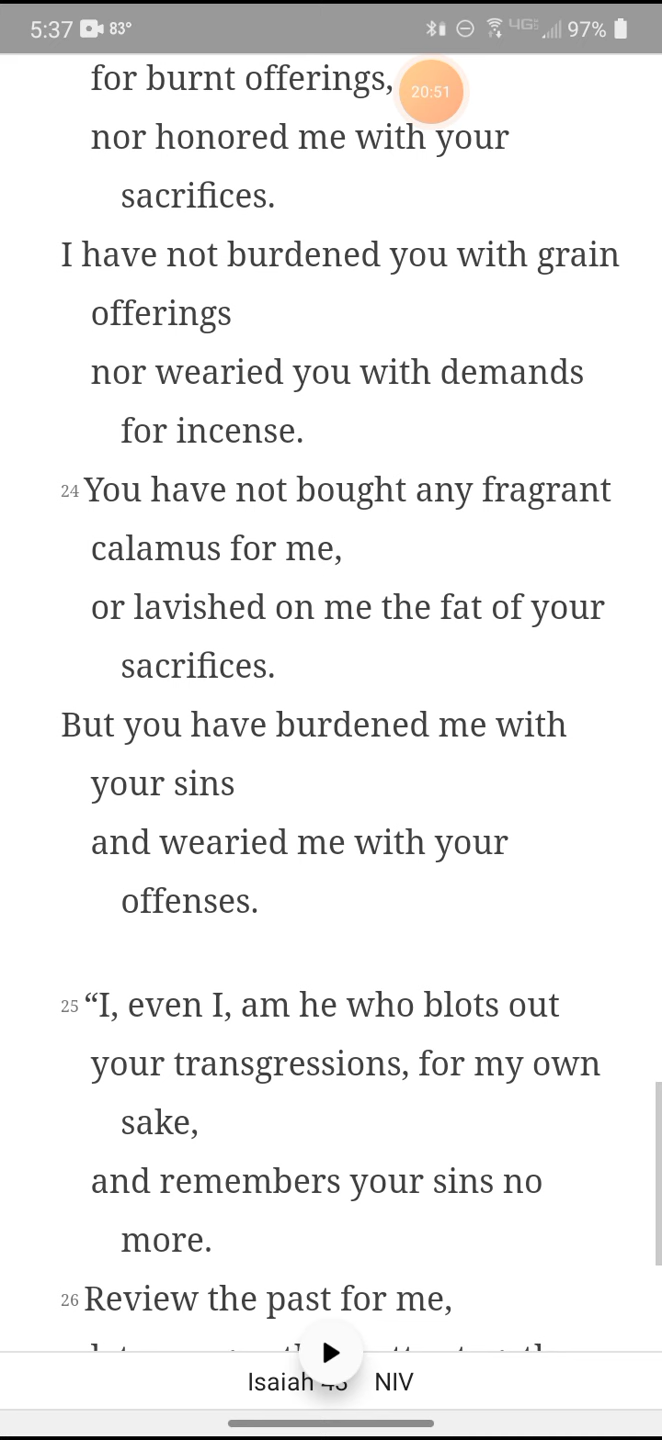 5:37 83° 4GE 97%
for burnt offerings,
20:51
nor honored me with your
sacrifices.
I have not burdened you with grain
offerings
nor wearied you with demands
for incense.
24 You have not bought any fragrant
calamus for me,
or lavished on me the fat of your
sacrifices.
But you have burdened me with
your sins
and wearied me with your
offenses.
25 “I, even I, am he who blots out
your transgressions, for my own
sake,
and remembers your sins no
more.
26 Review the past for me,
Isaiah 43 NIV